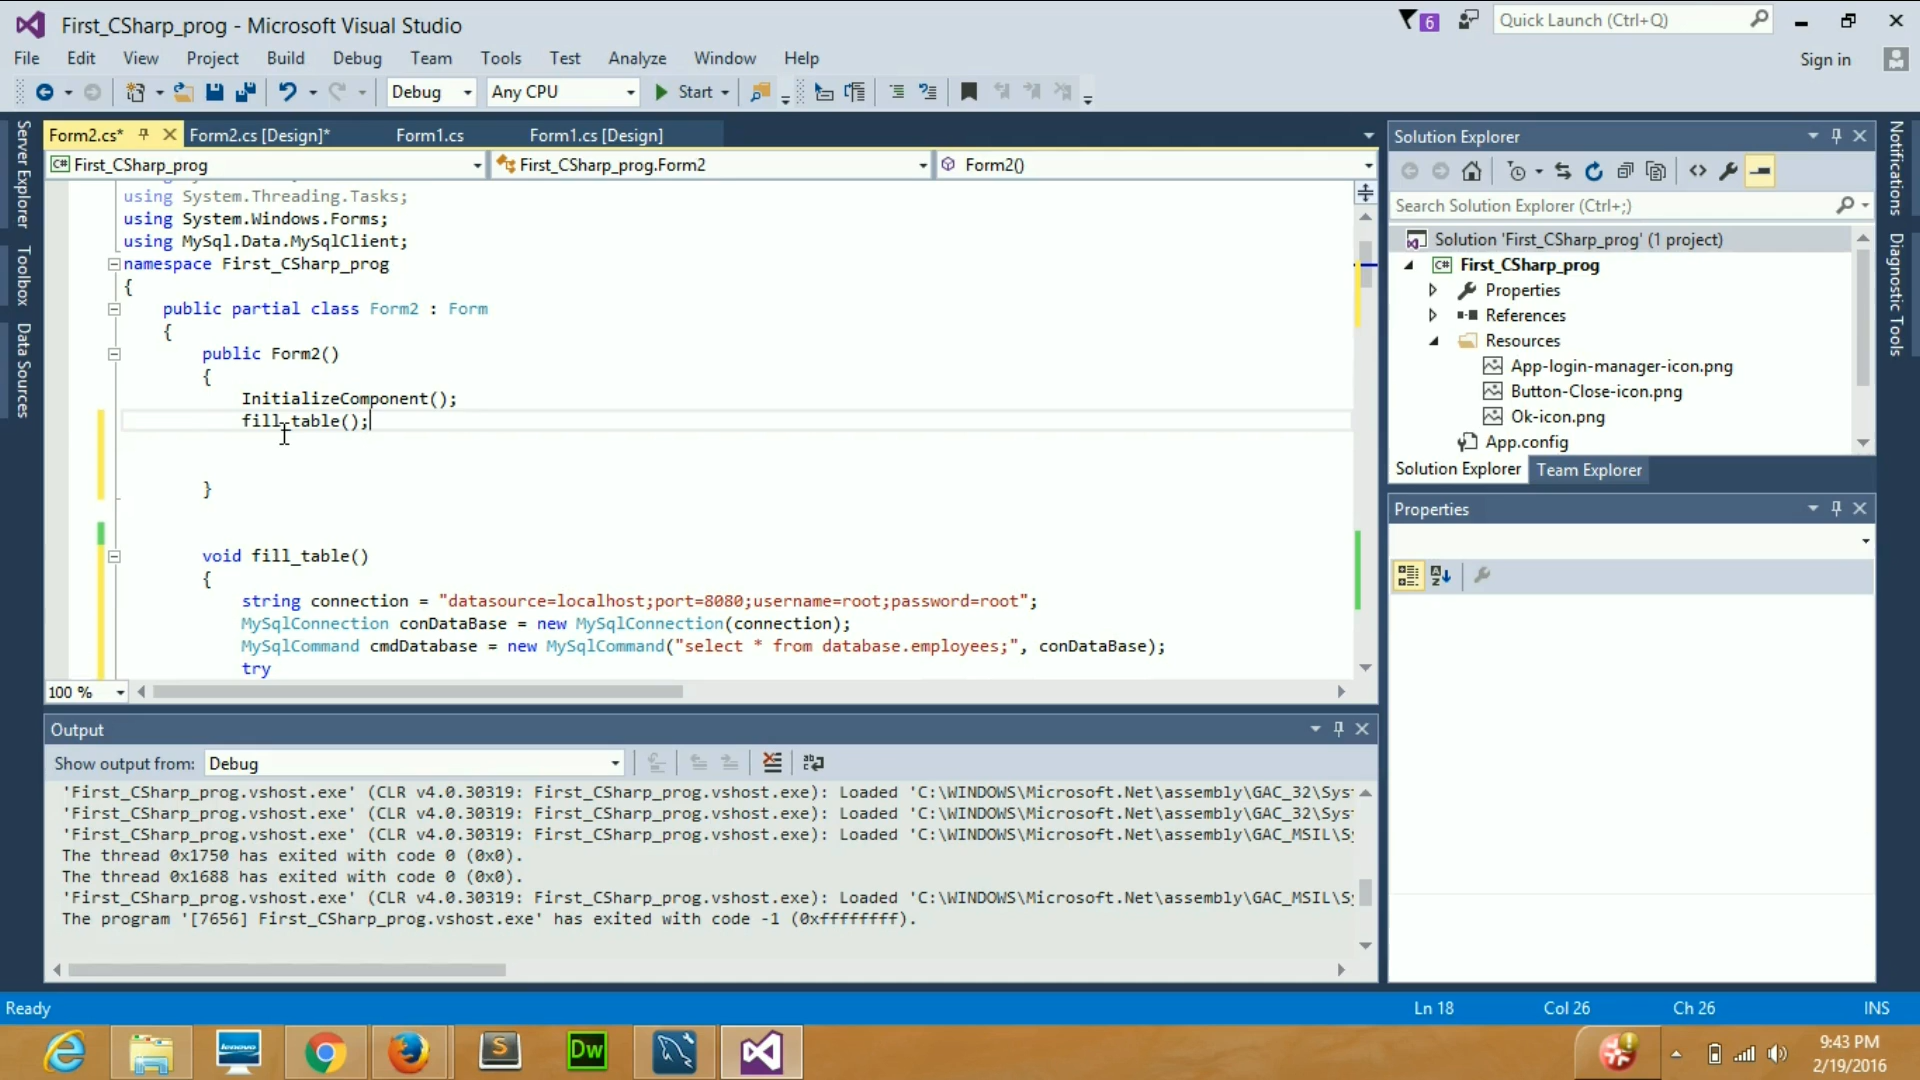 First_CSharp_prog - Microsoft Visual Studio
6
Quick Launch (Ctrl+Q)
File Edit View Project Build Debug Team Tools Test Analyze Window Help
Sign in
Debug Any CPU Start
Server Explorer
Toolbox
Data Sources
Form2.cs* Form2.cs [Design]* Form1.cs Form1.cs [Design]
C# First_CSharp_prog First_CSharp_prog.Form2 Form2()
using System.Threading.Tasks;
using System.Windows.Forms;
using MySql.Data.MySqlClient;
namespace First_CSharp_prog
{
public partial class Form2 : Form
{
public Form2()
{
InitializeComponent();
fill_table();
}
void fill_table()
{
string connection = "datasource=localhost;port=8080;username=root;password=root";
MySqlConnection conDataBase = new MySqlConnection(connection);
MySqlCommand cmdDatabase = new MySqlCommand("select * from database.employees;", conDataBase);
try
100 %
Output
Show output from: Debug
'First_CSharp_prog.vshost.exe' (CLR v4.0.30319: First_CSharp_prog.vshost.exe): Loaded 'C:\WINDOWS\Microsoft.Net\assembly\GAC_32\Syst
'First_CSharp_prog.vshost.exe' (CLR v4.0.30319: First_CSharp_prog.vshost.exe): Loaded 'C:\WINDOWS\Microsoft.Net\assembly\GAC_32\Syst
'First_CSharp_prog.vshost.exe' (CLR v4.0.30319: First_CSharp_prog.vshost.exe): Loaded 'C:\WINDOWS\Microsoft.Net\assembly\GAC_MSIL\Sy
The thread 0x1750 has exited with code 0 (0x0).
The thread 0x1688 has exited with code 0 (0x0).
'First_CSharp_prog.vshost.exe' (CLR v4.0.30319: First_CSharp_prog.vshost.exe): Loaded 'C:\WINDOWS\Microsoft.Net\assembly\GAC_MSIL\Sy
The program '[7656] First_CSharp_prog.vshost.exe' has exited with code -1 (0xffffffff).
Solution Explorer
Search Solution Explorer (Ctrl+;)
Solution 'First_CSharp_prog' (1 project)
C# First_CSharp_prog
Properties
References
Resources
App-login-manager-icon.png
Button-Close-icon.png
Ok-icon.png
App.config
Solution Explorer Team Explorer
Properties
Notifications
Diagnostic Tools
Ready Ln 18 Col 26 Ch 26 INS
lenovo
S
Dw
9:43 PM
2/19/2016